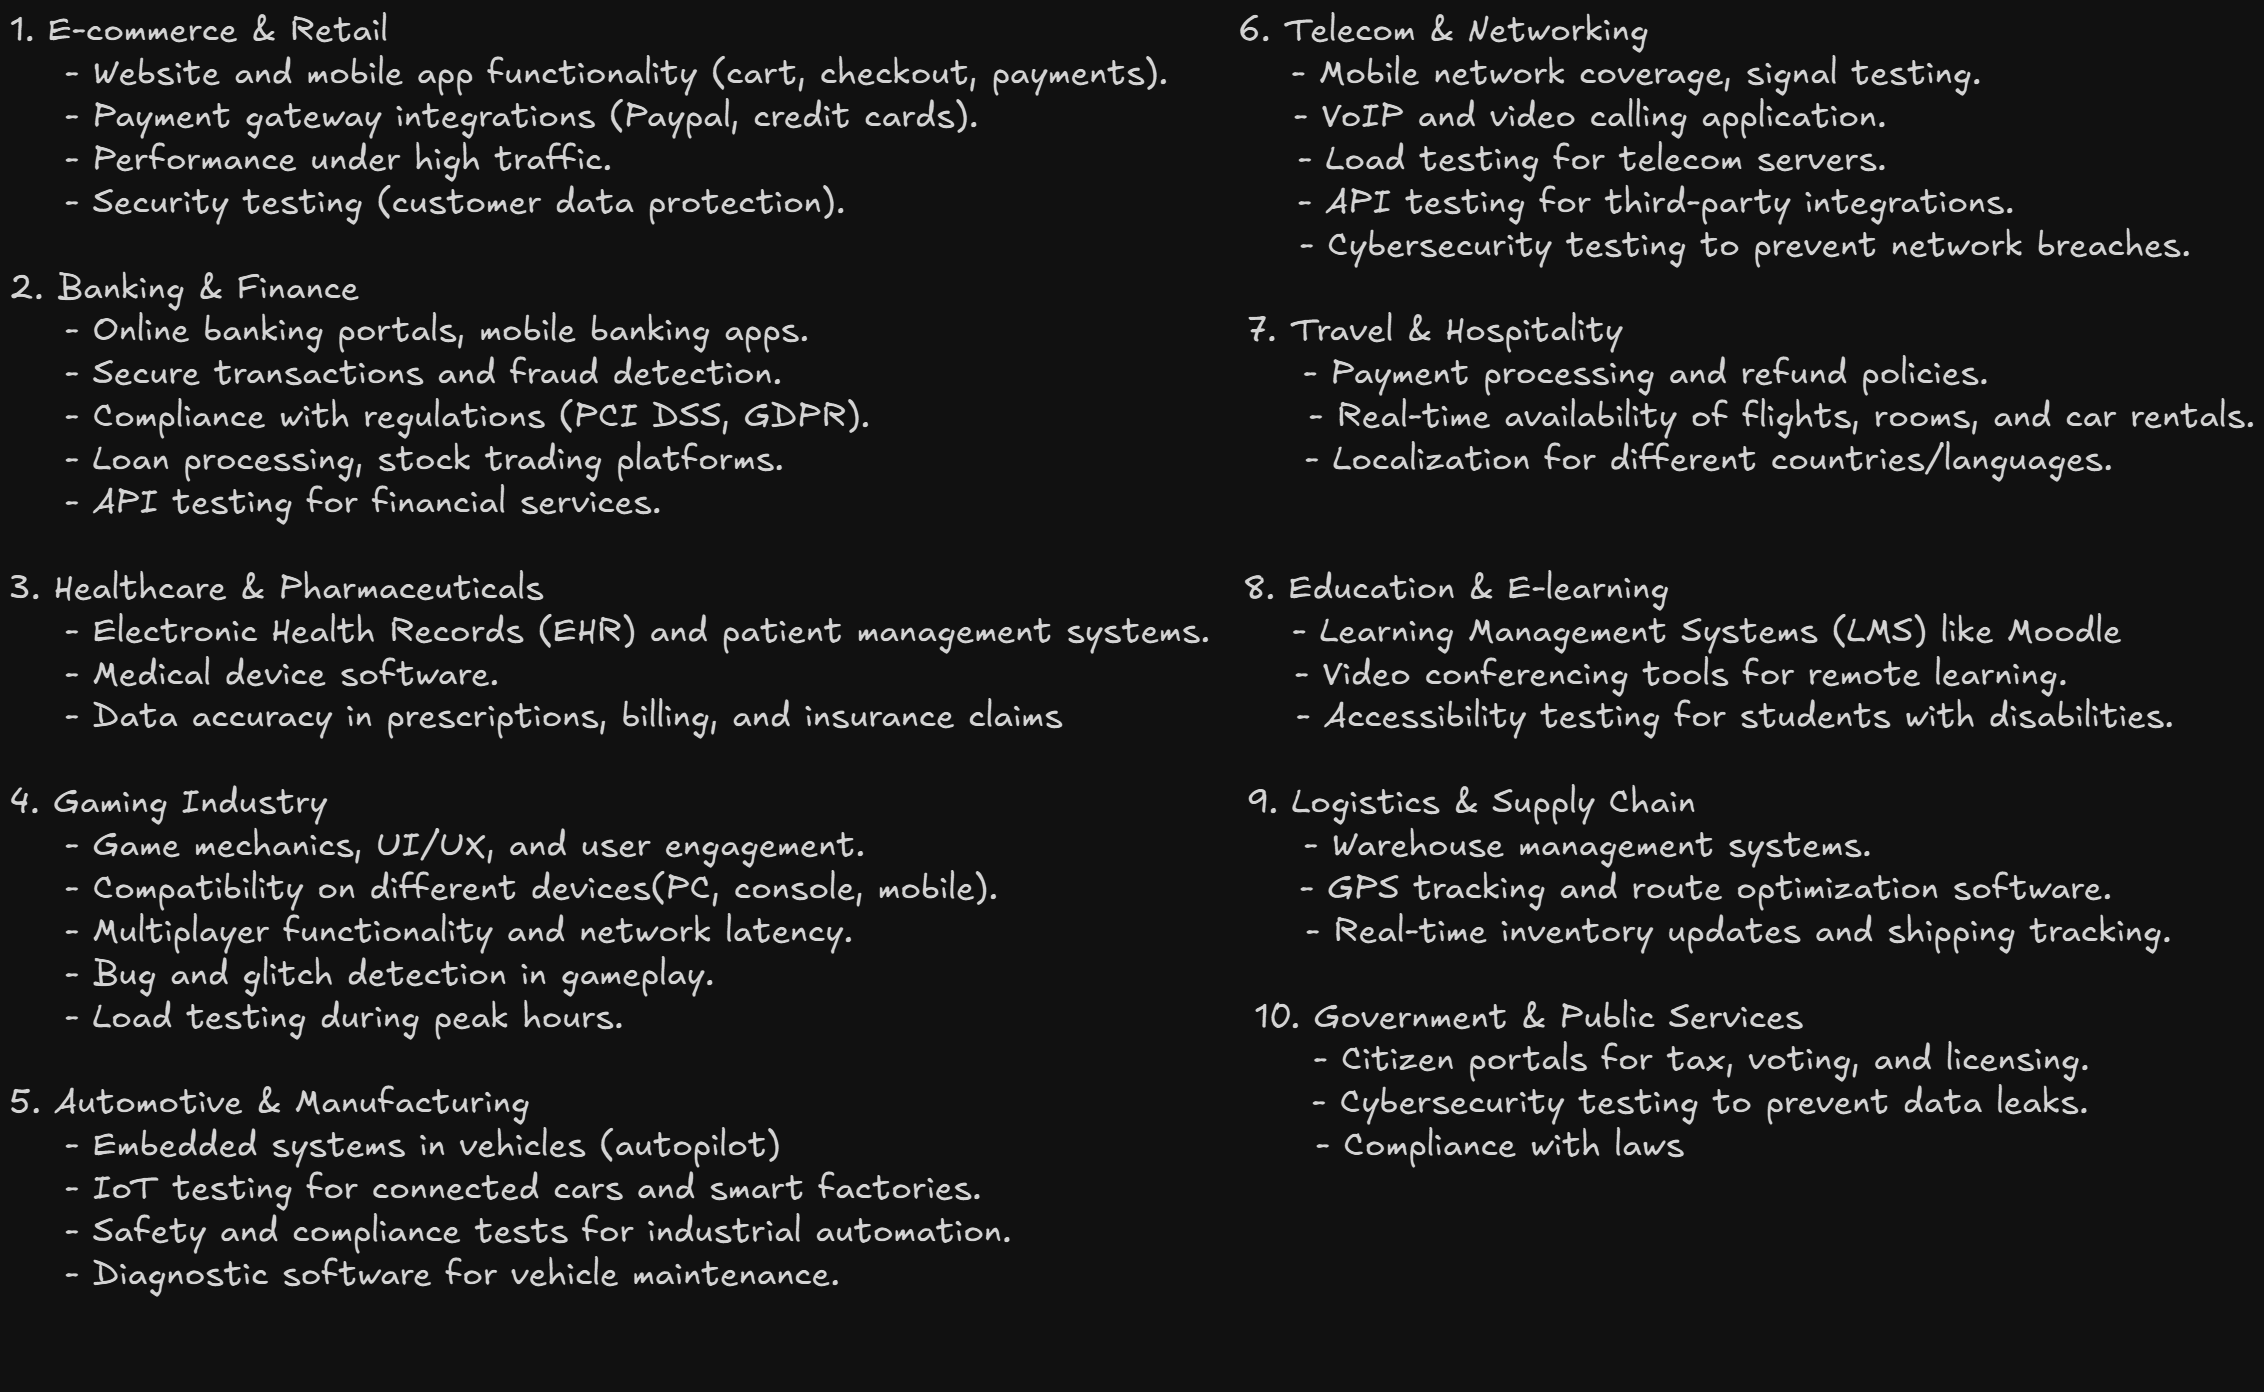 1. E-commerce & Retail
- Website and mobile app functionality (cart, checkout, payments).
- Payment gateway integrations (Paypal, credit cards).
- Performance under high traffic.
- Security testing (customer data protection).
2. Banking & Finance
- Online banking portals, mobile banking apps.
- Secure transactions and fraud detection.
- Compliance with regulations (PCI DSS, GDPR).
- Loan processing, stock trading platforms.
- API testing for financial services.
3. Healthcare & Pharmaceuticals
- Electronic Health Records (EHR) and patient management systems.
- Medical device software.
- Data accuracy in prescriptions, billing, and insurance claims
4. Gaming Industry
- Game mechanics, UI/UX, and user engagement.
- Compatibility on different devices(PC, console, mobile).
- Multiplayer functionality and network latency.
- Bug and glitch detection in gameplay.
- Load testing during peak hours.
5. Automotive & Manufacturing
- Embedded systems in vehicles (autopilot)
- IoT testing for connected cars and smart factories.
- Safety and compliance tests for industrial automation.
- Diagnostic software for vehicle maintenance.
6. Telecom & Networking
- Mobile network coverage, signal testing.
- VoIP and video calling application.
- Load testing for telecom servers.
- API testing for third-party integrations.
- Cybersecurity testing to prevent network breaches.
7. Travel & Hospitality
- Payment processing and refund policies.
- Real-time availability of flights, rooms, and car rentals.
- Localization for different countries/languages.
8. Education & E-learning
- Learning Management Systems (LMS) like Moodle
- Video conferencing tools for remote learning.
- Accessibility testing for students with disabilities.
9. Logistics & Supply Chain
- Warehouse management systems.
- GPS tracking and route optimization software.
- Real-time inventory updates and shipping tracking.
10. Government & Public Services
- Citizen portals for tax, voting, and licensing.
- Cybersecurity testing to prevent data leaks.
- Compliance with laws